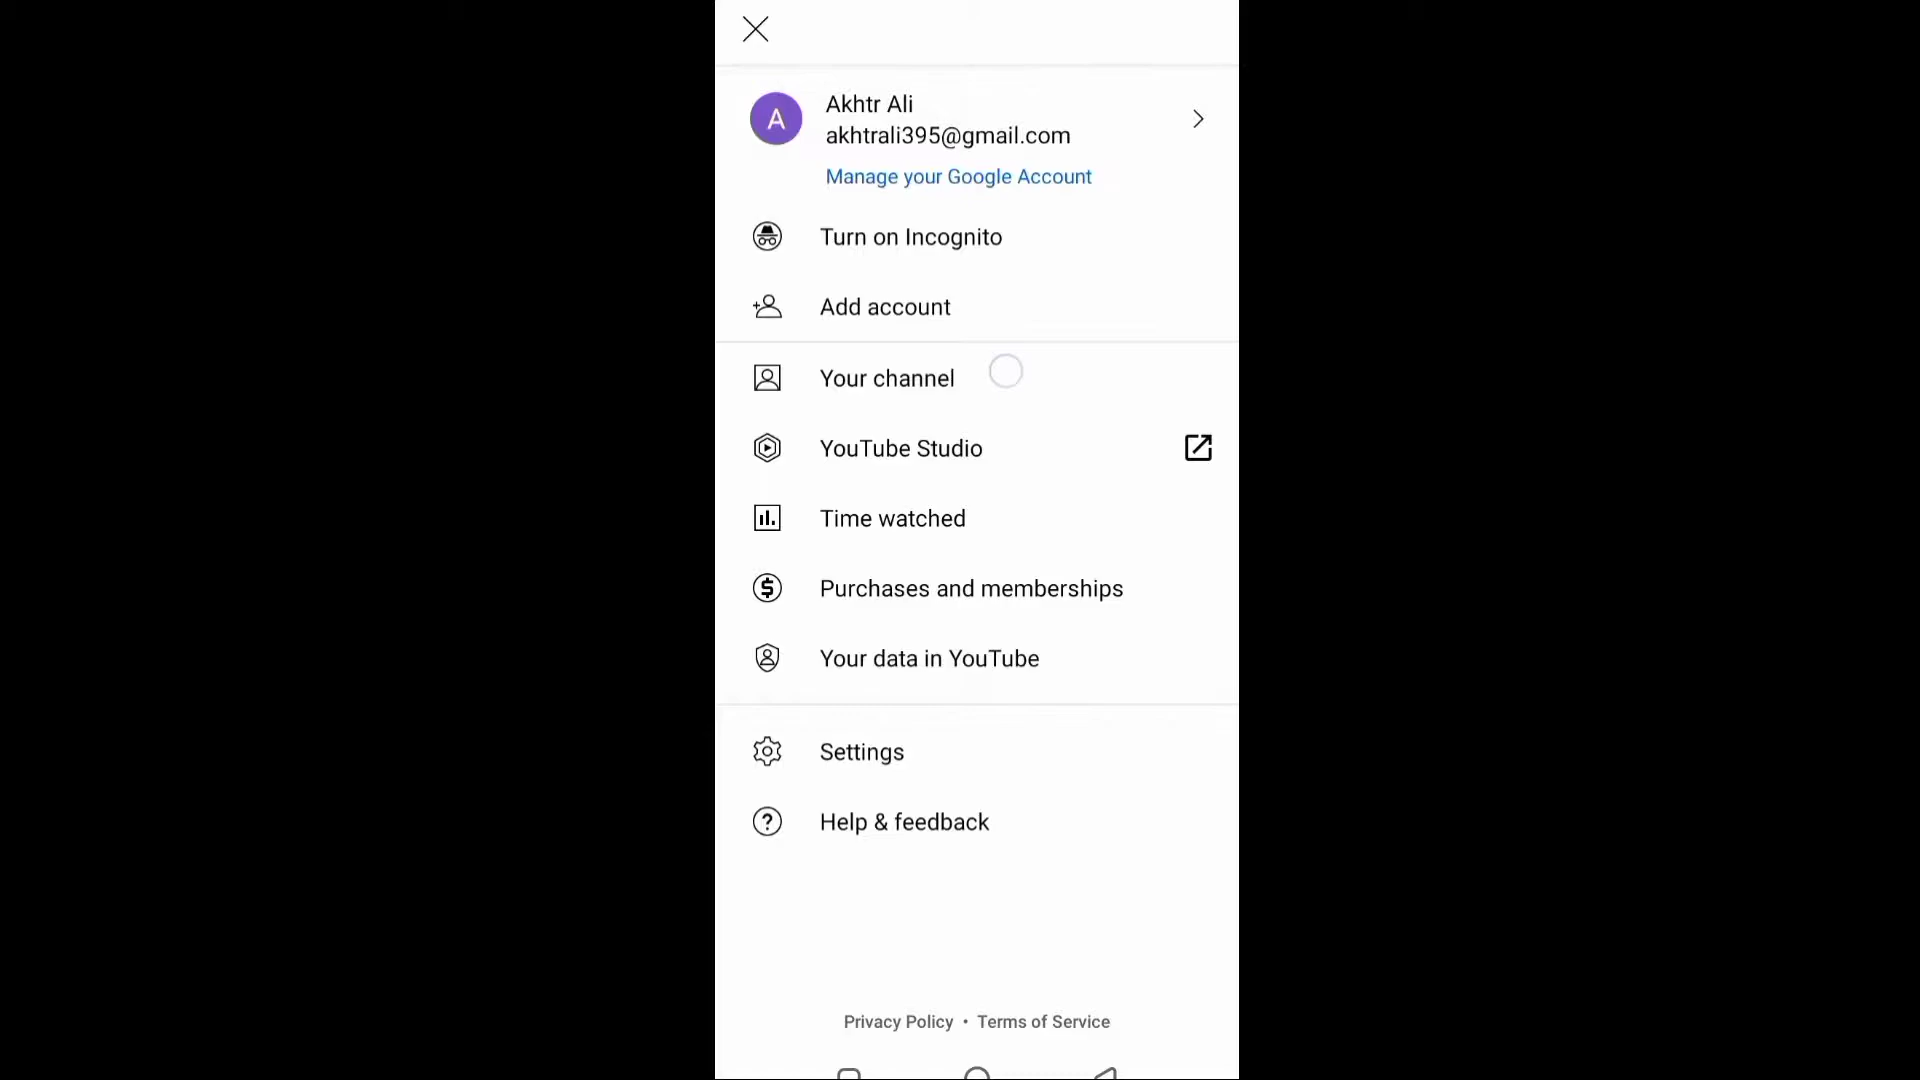 A
Akhtr Ali
akhtrali395@gmail.com
Manage your Google Account
Turn on Incognito
Add account
Your channel
YouTube Studio
Time watched
Purchases and memberships
Your data in YouTube
Settings
Help & feedback
Privacy Policy • Terms of Service